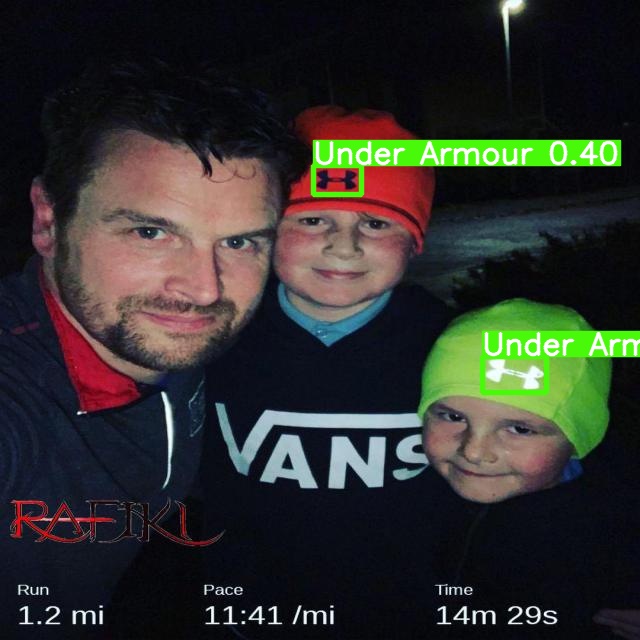 Under Armour 0.40
Under Arm
VANS
RAFIKI
Run
Pace
Time
1.2 mi
11:41 /mi
14m 29s